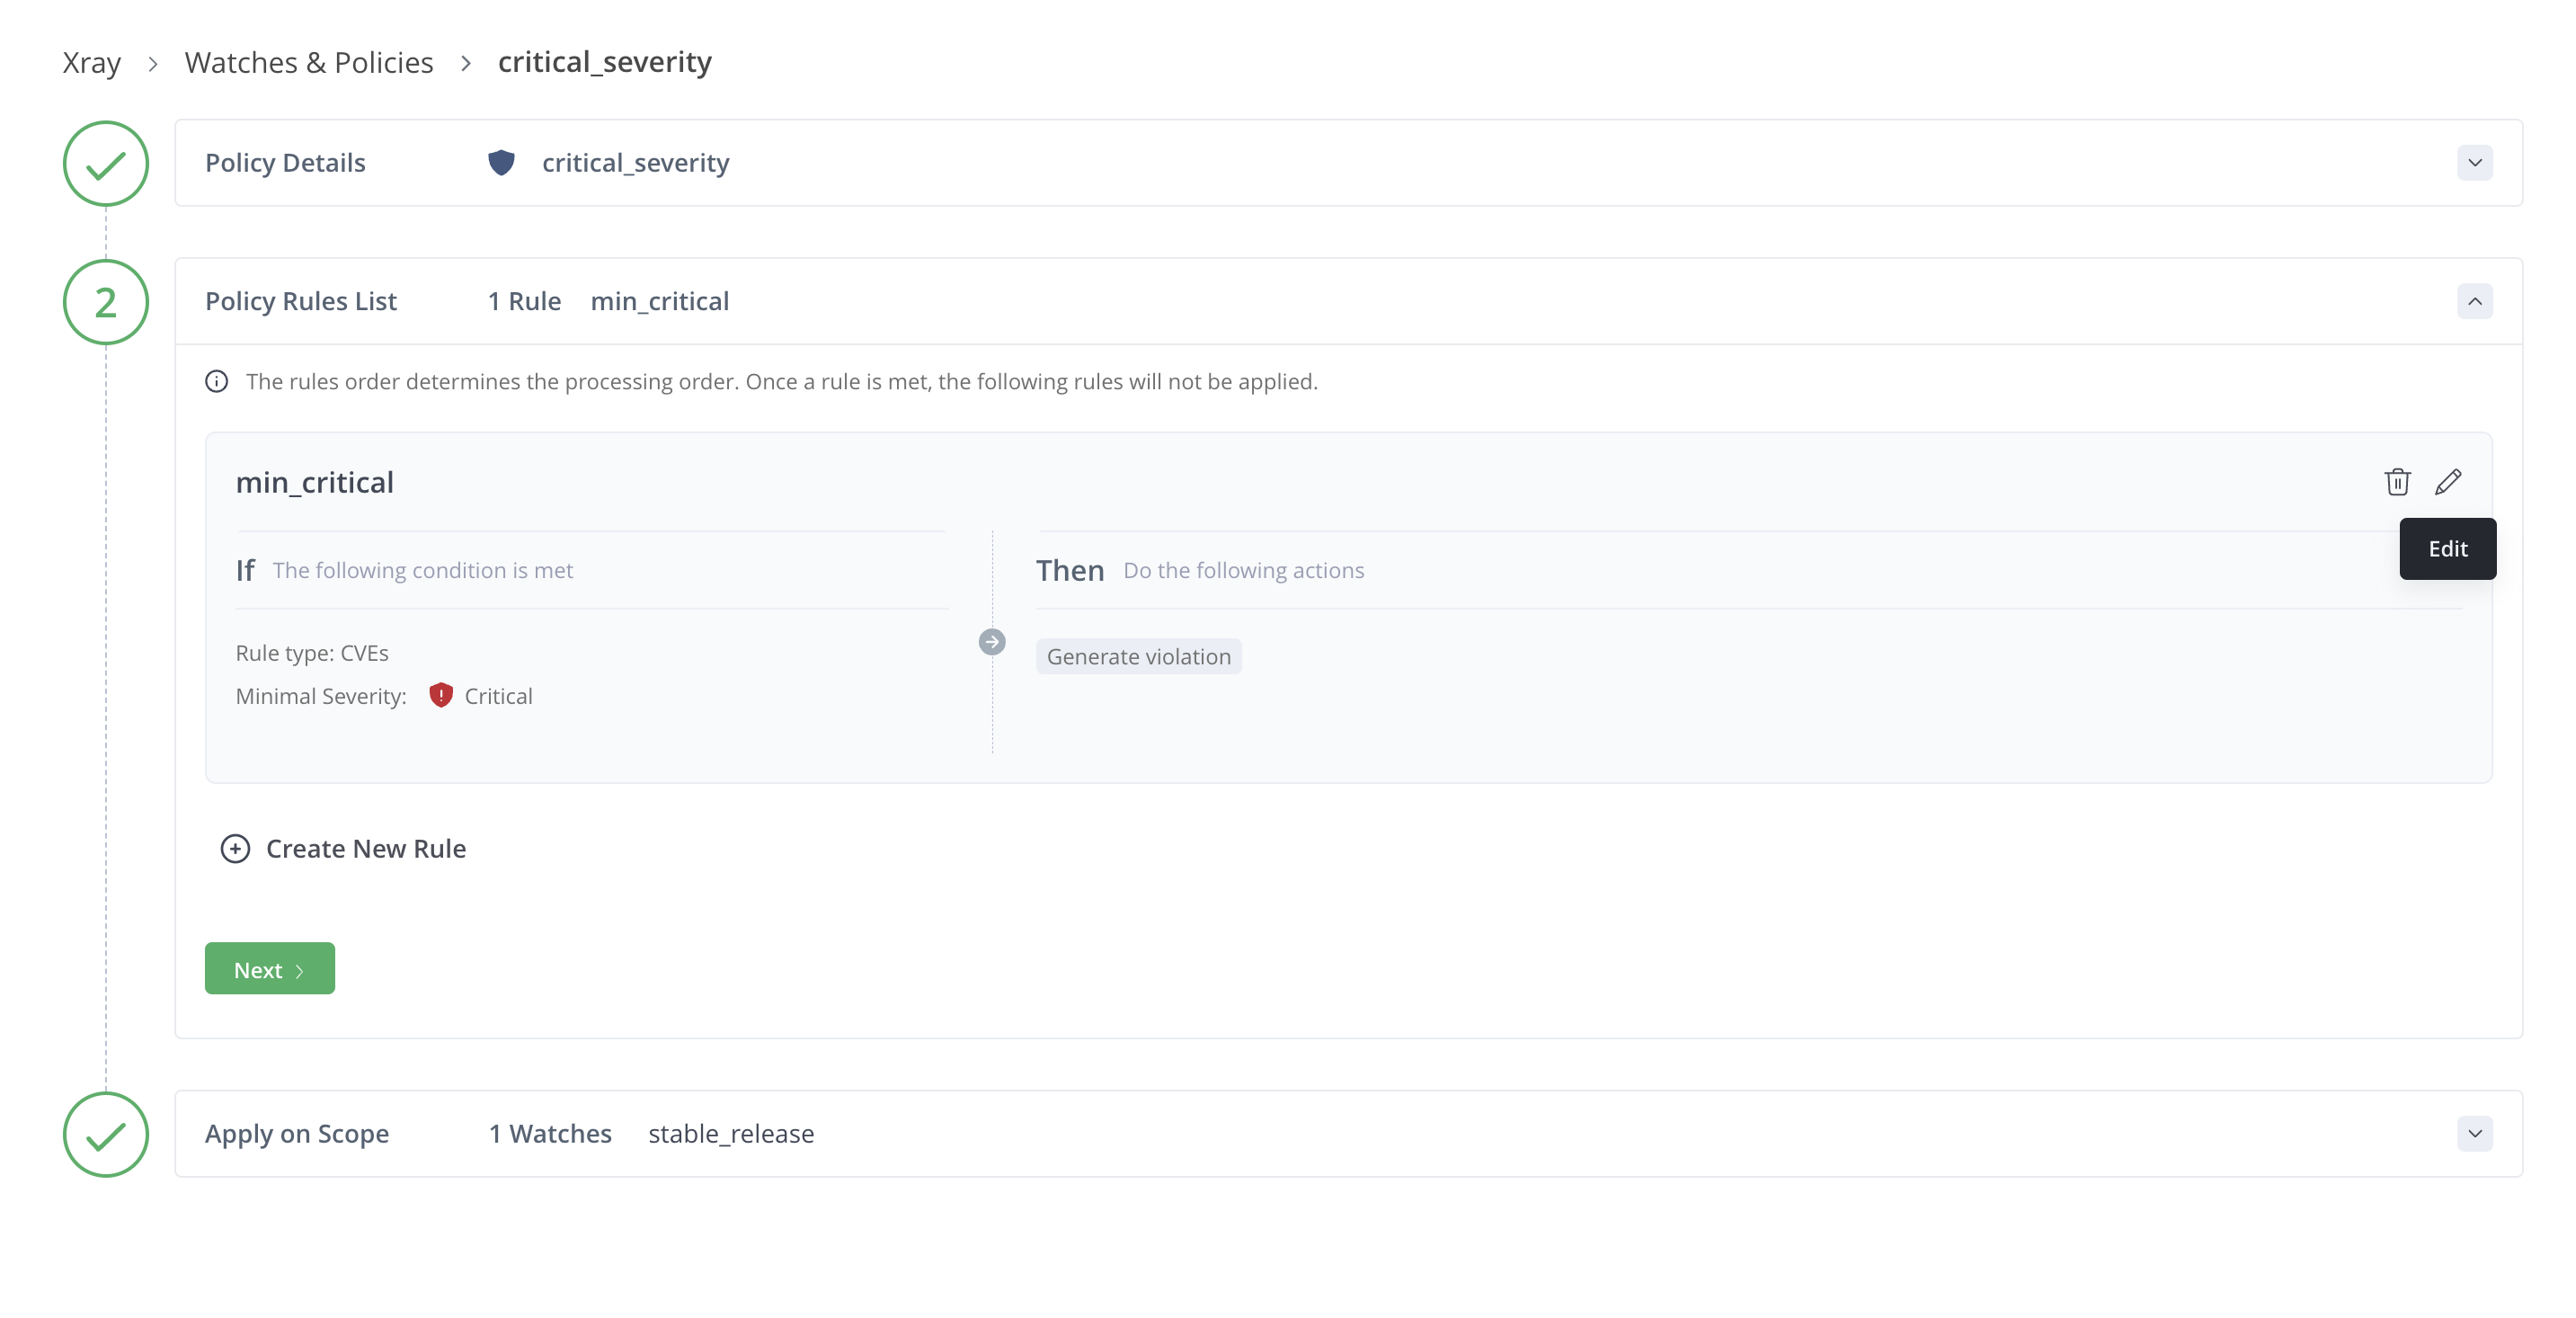 Xray > Watches & Policies > critical_severity
Policy Details critical_severity
2 Policy Rules List 1 Rule min_critical
The rules order determines the processing order. Once a rule is met, the following rules will not be applied.
min_critical
Edit
If The following condition is met
Then Do the following actions
Rule type: CVEs
Minimal Severity: Critical
Generate violation
Create New Rule
Next >
Apply on Scope 1 Watches stable_release